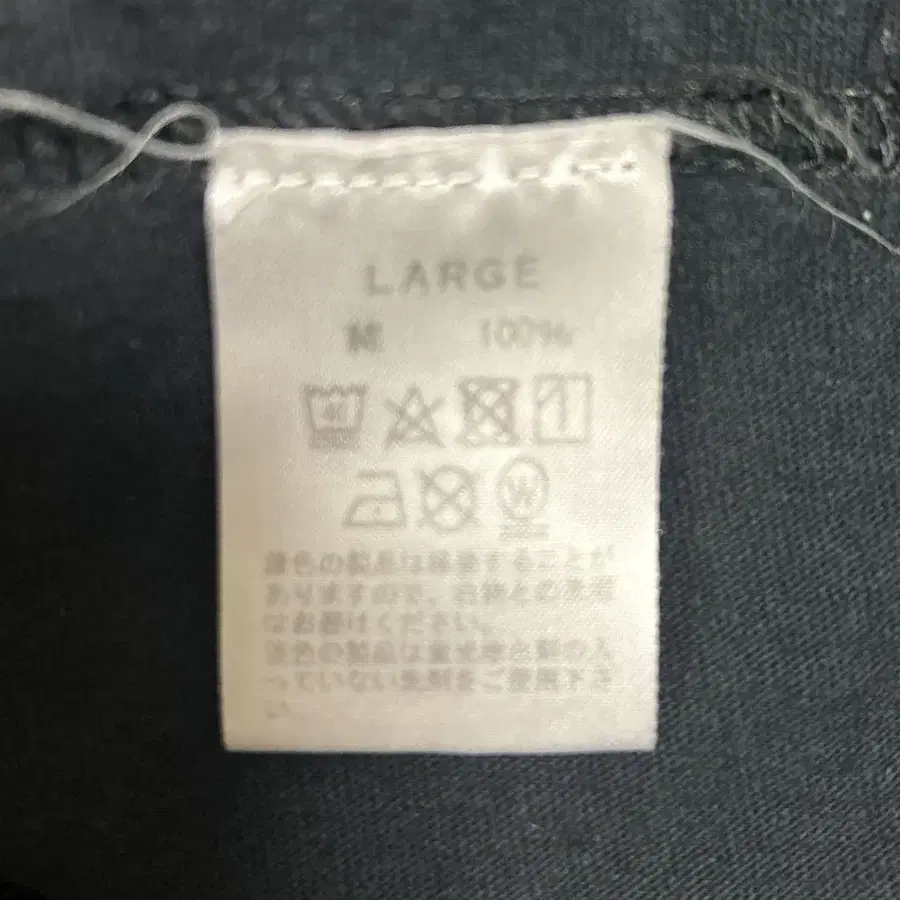 LARGE
綿 100%
40
W
濃色の製品は移染することが
ありますので、白物との洗濯
はお避けください。
淡色の製品は蛍光増白剤の入
っていない洗剤をご使用下さ
い。